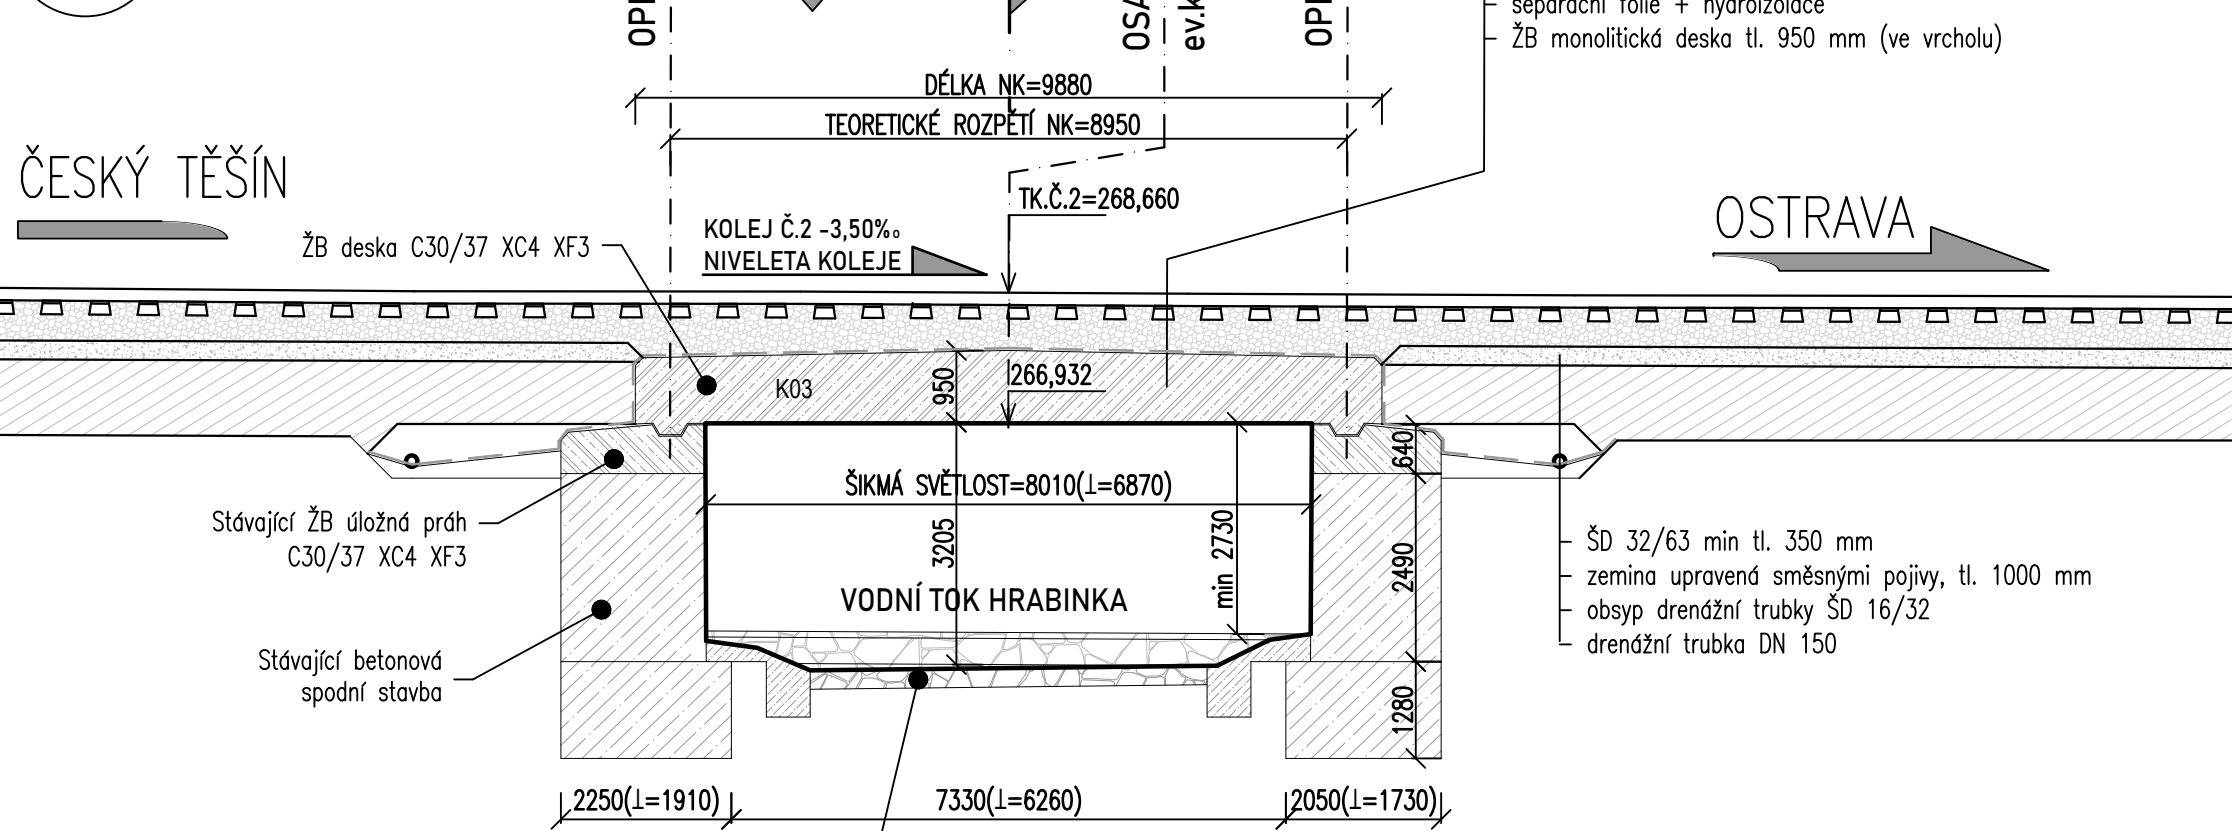 OSA
ev.k
separační fólie + hydroizolace
ŽB monolitická deska tl. 950 mm (ve vrcholu)
DÉLKA NK=9880
TEORETICKÉ ROZPĚTÍ NK=8950
ČESKÝ TĚŠÍN
TK.Č.2=268,660
OSTRAVA
KOLEJ Č.2 -3,50‰
NIVELETA KOLEJE
ŽB deska C30/37 XC4 XF3
K03
950
266,932
640
ŠIKMÁ SVĚTLOST=8010(⊥=6870)
Stávající ŽB úložná práh
C30/37 XC4 XF3
3205
min 2730
2490
VODNÍ TOK HRABINKA
ŠD 32/63 min tl. 350 mm
zemina upravená směsnými pojivy, tl. 1000 mm
obsyp drenážní trubky ŠD 16/32
drenážní trubka DN 150
Stávající betonová
spodní stavba
1280
2250(⊥=1910)
7330(⊥=6260)
2050(⊥=1730)